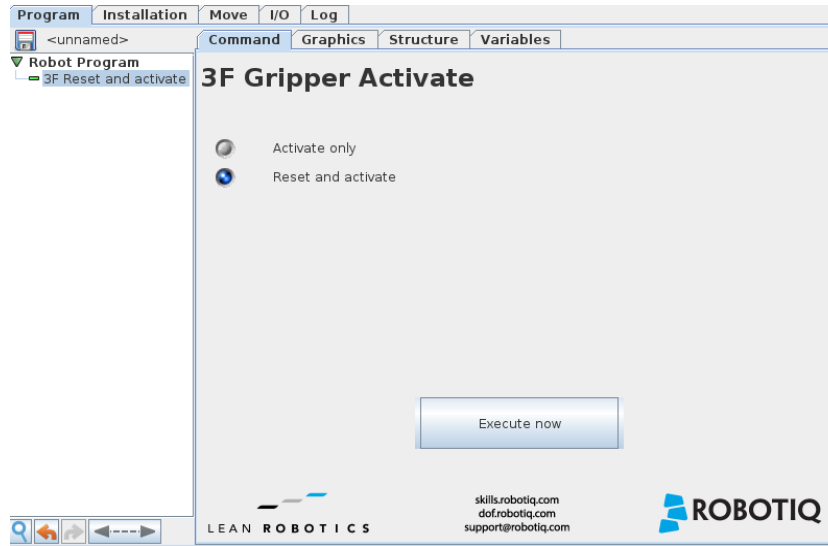 Program Installation Move I/O Log
<unnamed> Command Graphics Structure Variables
Robot Program
3F Reset and activate
3F Gripper Activate
Activate only
Reset and activate
Execute now
LEAN ROBOTICS
skills.robotiq.com
dof.robotiq.com
support@robotiq.com
ROBOTIQ